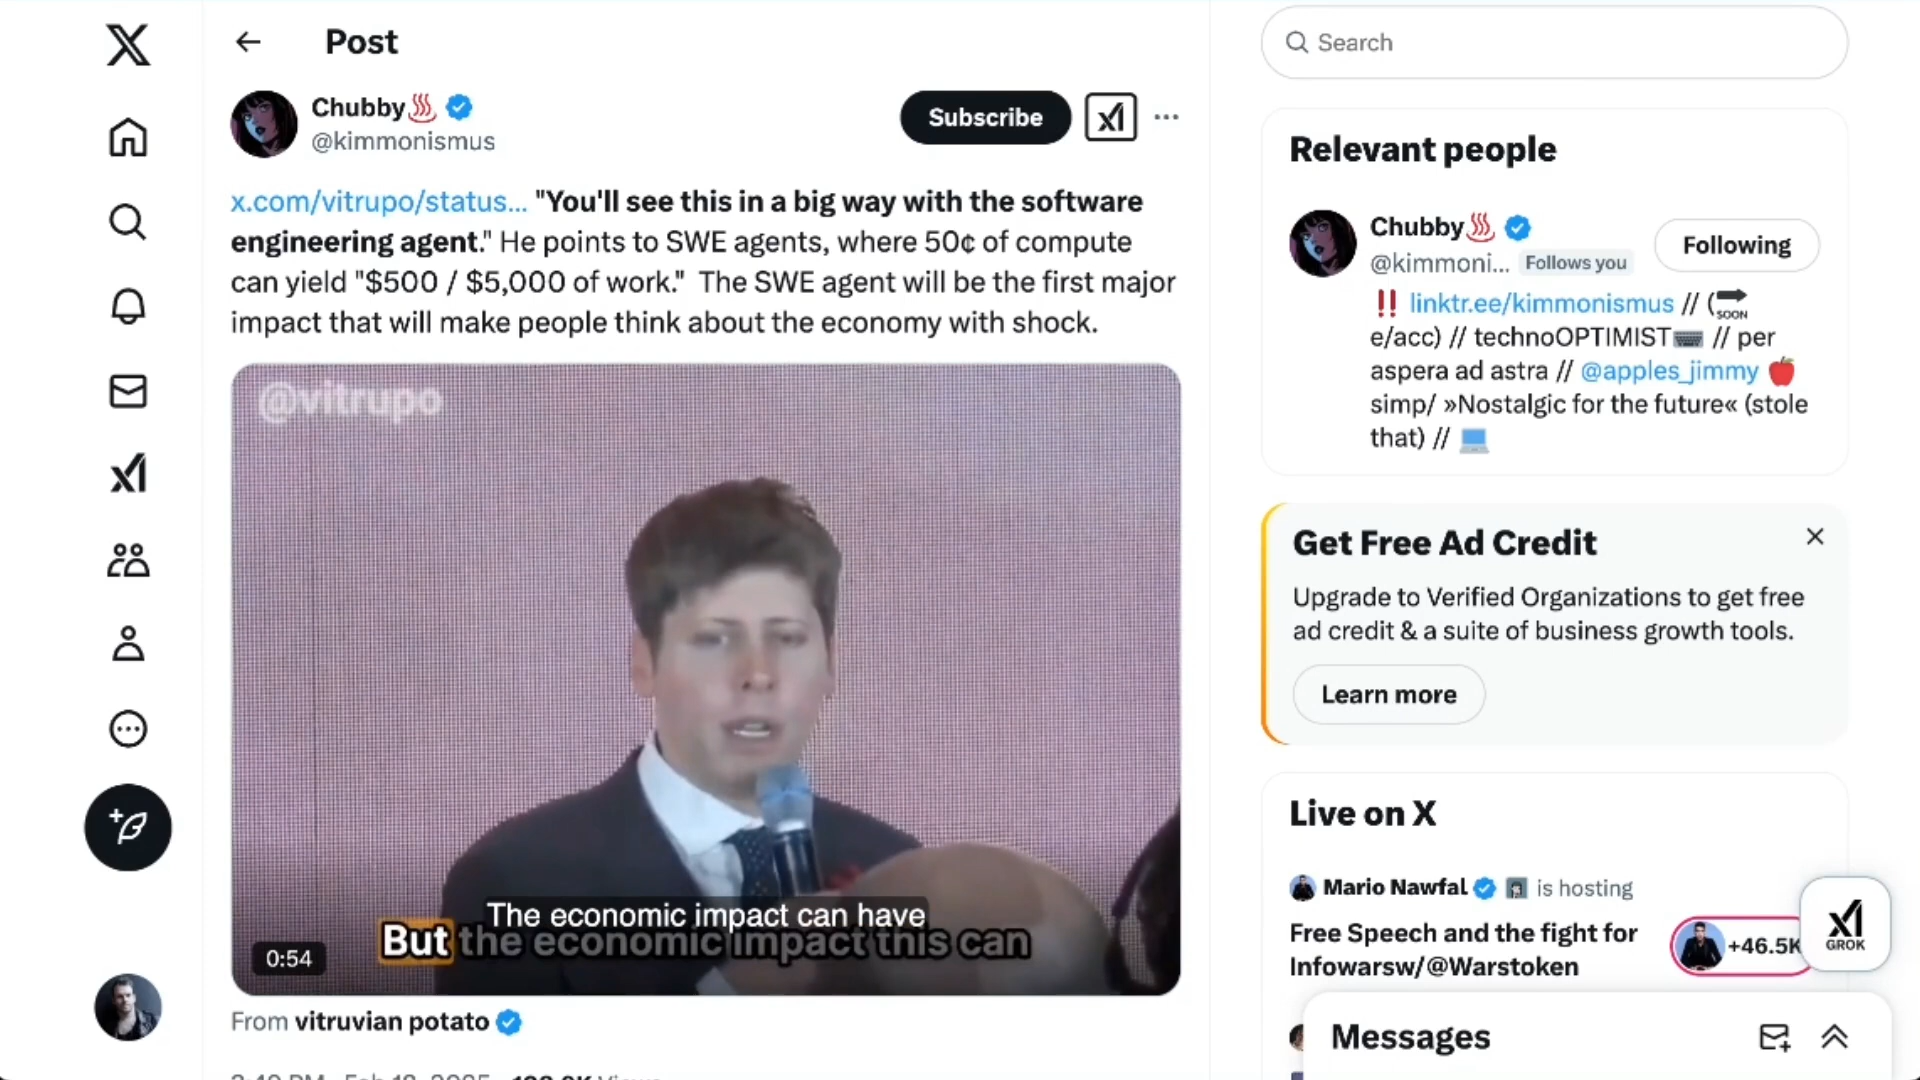 Post
Chubby
@kimmonismus
Subscribe
x.com/vitrupo/status... "You'll see this in a big way with the software
engineering agent." He points to SWE agents, where 50¢ of compute
can yield "$500 / $5,000 of work." The SWE agent will be the first major
impact that will make people think about the economy with shock.
@vitrupo
The economic impact can have
But the economic impact this can
0:54
From vitruvian potato
Search
Relevant people
Chubby
@kimmoni... Follows you
Following
!! linktr.ee/kimmonismus // (SOON
e/acc) // technoOPTIMIST // per
aspera ad astra // @apples_jimmy
simp/ »Nostalgic for the future« (stole
that) //
Get Free Ad Credit
Upgrade to Verified Organizations to get free
ad credit & a suite of business growth tools.
Learn more
Live on X
Mario Nawfal is hosting
Free Speech and the fight for
Infowarsw/@Warstoken
+46.5K
GROK
Messages